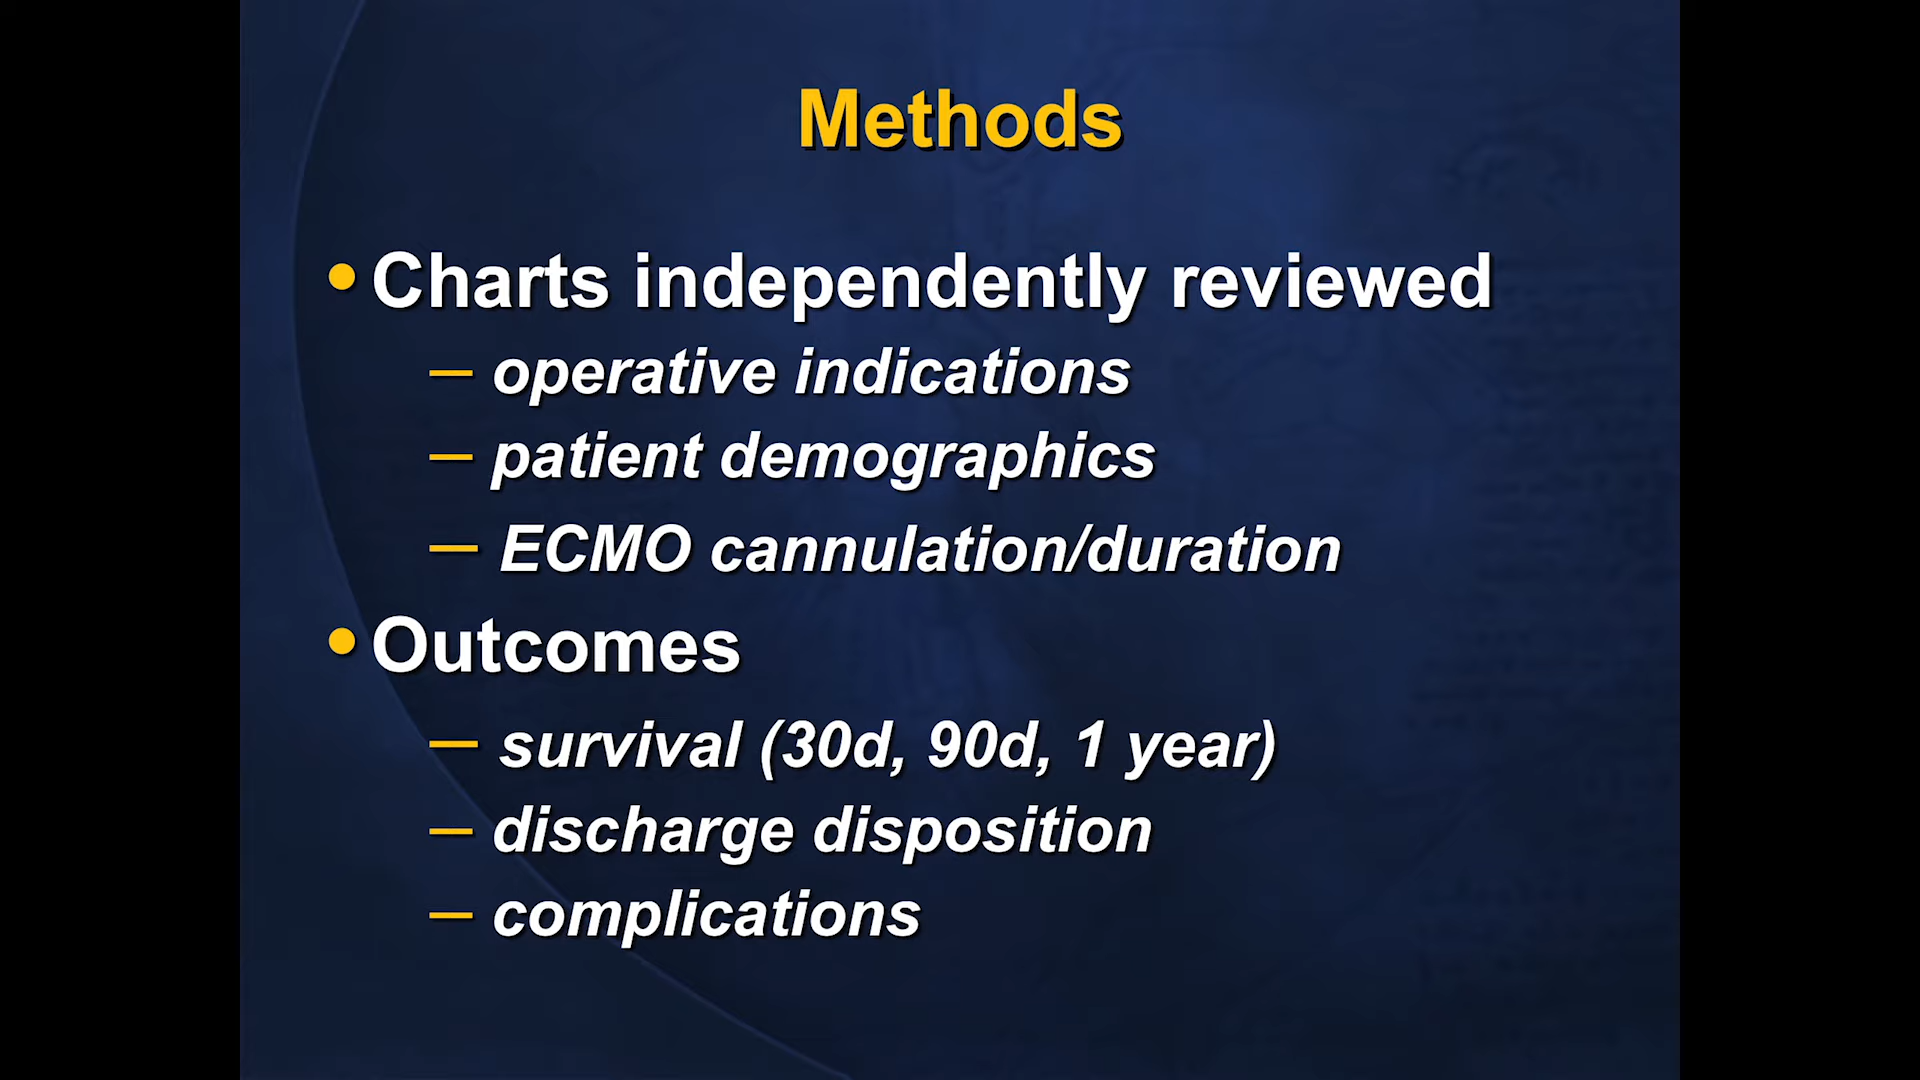 Methods
• Charts independently reviewed
– operative indications
– patient demographics
– ECMO cannulation/duration
• Outcomes
– survival (30d, 90d, 1 year)
– discharge disposition
– complications